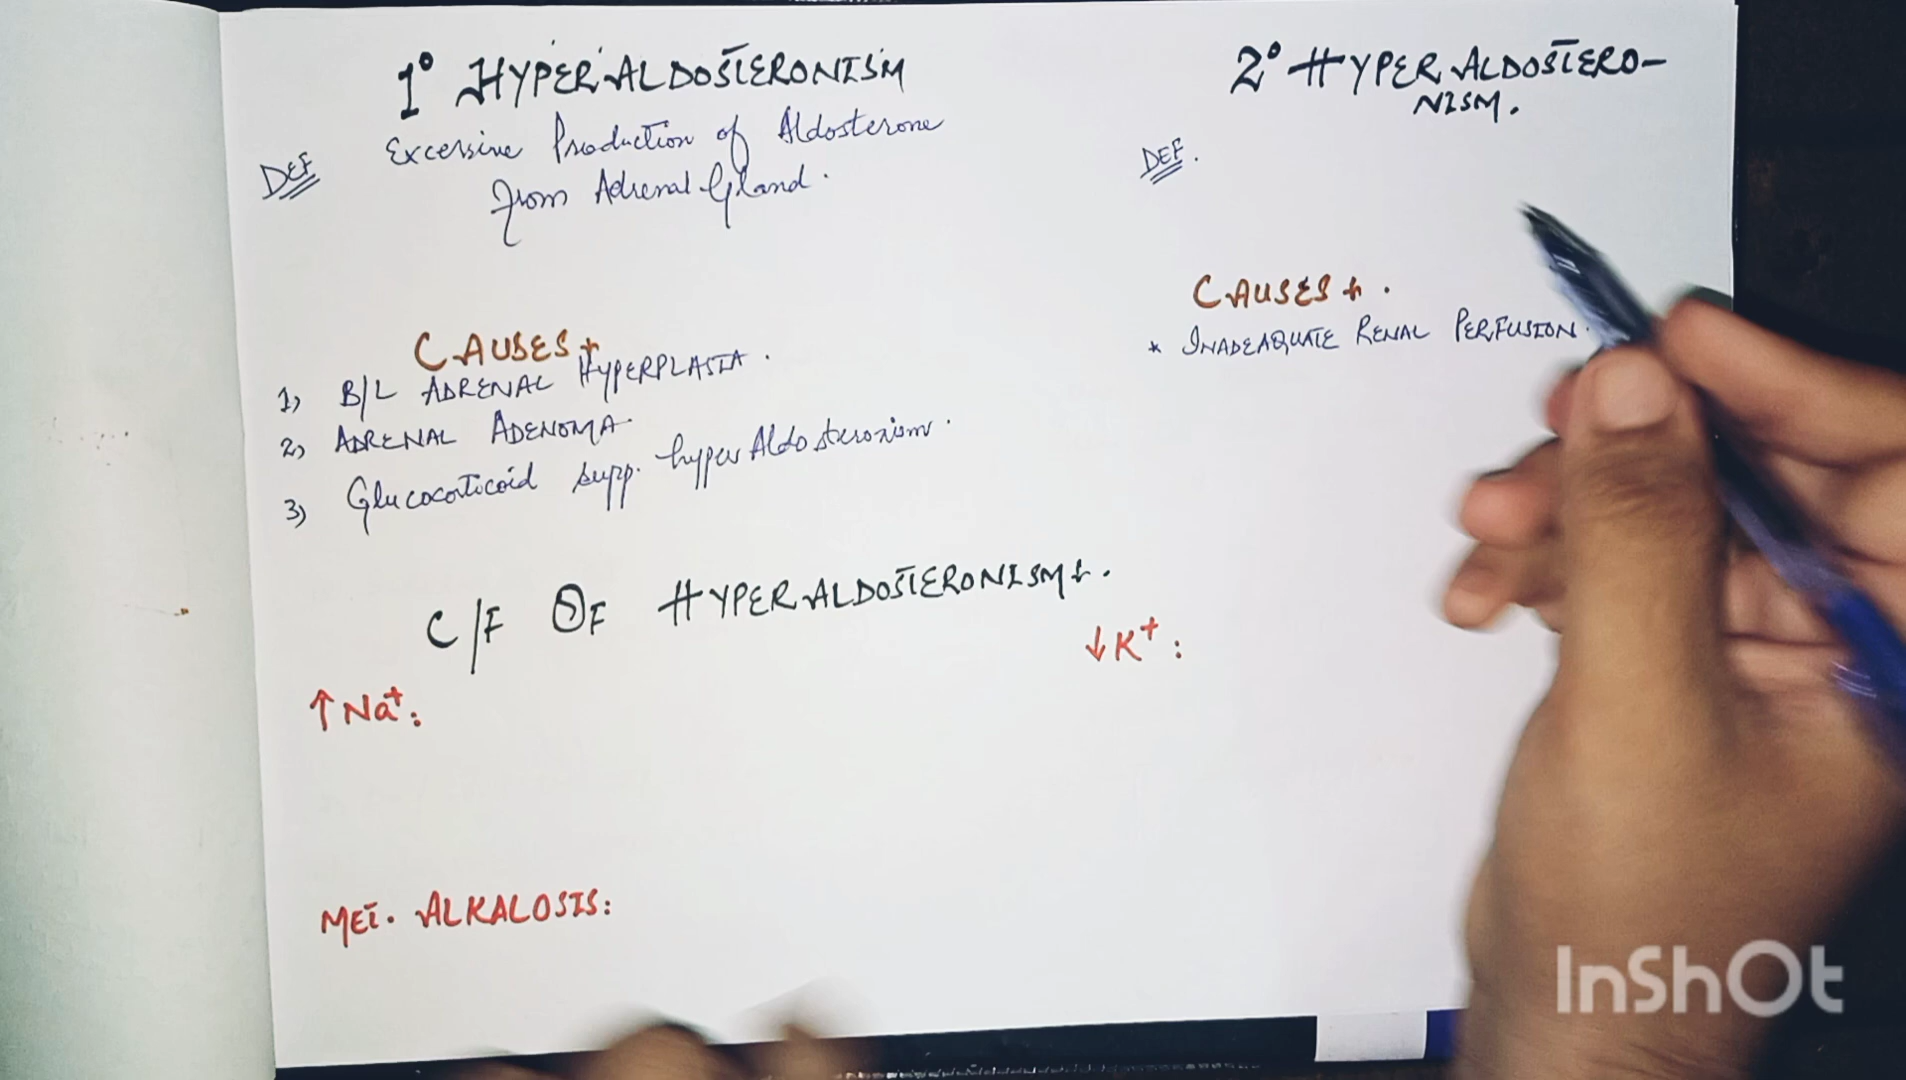 1° HYPERALDOSTERONISM
DEF
Excessive Production of Aldosterone
from Adrenal Gland.
CAUSES
1) B/L ADRENAL HYPERPLASIA.
2) ADRENAL ADENOMA.
3) Glucocorticoid supp. hyper Aldosteronism.
2° HYPERALDOSTERO-
NISM.
DEF.
CAUSES
* INADEAQUATE RENAL PERFUSION.
C/F OF HYPERALDOSTERONISM
↑Na⁺:
↓K⁺:
MET. ALKALOSIS:
InShOt